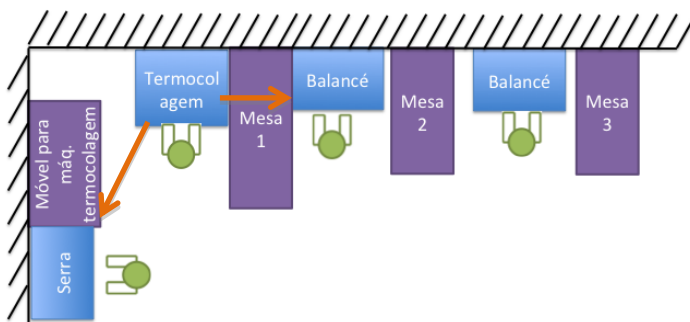 Termocol
agem
Mesa
1
Balancé
Mesa
2
Balancé
Mesa
3
Móvel para
máq.
termocolagem
Serra